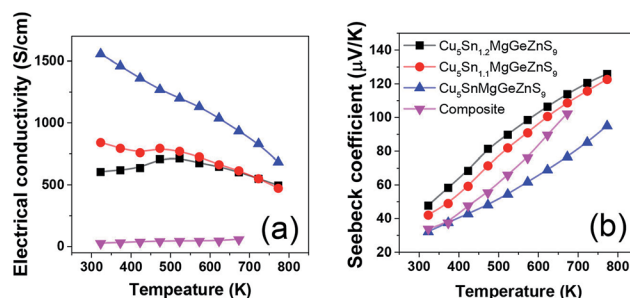 Electrical conductivity (S/cm)
1500
1000
500
0
300 400 500 600 700 800
Tempeature (K)
(a)
Seebeck coefficient (μV/K)
140
120
100
80
60
40
20
300 400 500 600 700 800
Temperature (K)
(b)
Cu₅Sn₁.₂MgGeZnS₉
Cu₅Sn₁.₁MgGeZnS₉
Cu₅SnMgGeZnS₉
Composite